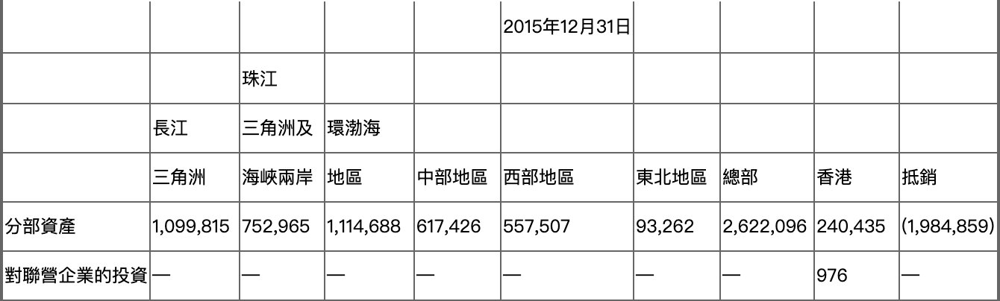 2015年12月31日
珠江
長江 三角洲及 環渤海
三角洲 海峽兩岸 地區 中部地區 西部地區 東北地區 總部 香港 抵銷
分部資產 1,099,815 752,965 1,114,688 617,426 557,507 93,262 2,622,096 240,435 (1,984,859)
對聯營企業的投資 — — — — — — — 976 —